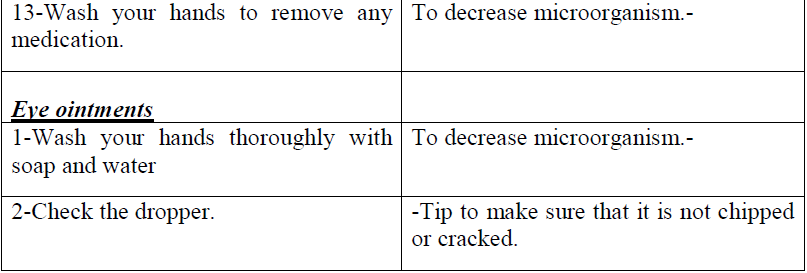 13-Wash your hands to remove any
medication.
To decrease microorganism.-
Eye ointments
1-Wash your hands thoroughly with
soap and water
To decrease microorganism.-
2-Check the dropper.
-Tip to make sure that it is not chipped
or cracked.